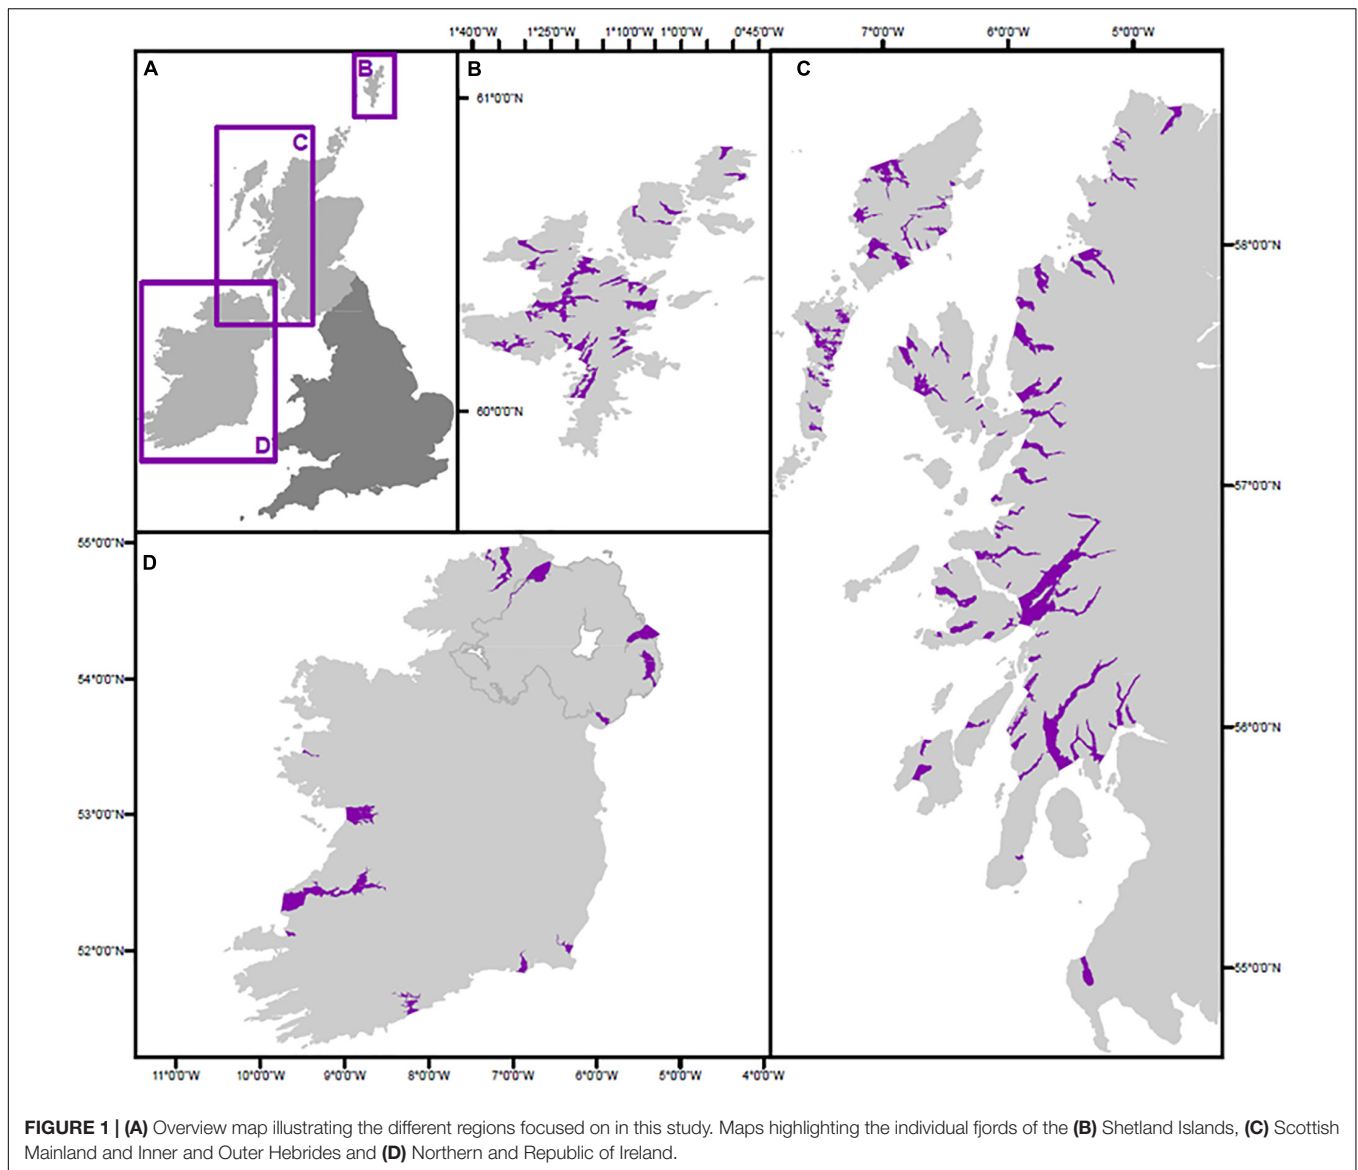 1°40'0"W 1°25'0"W 1°10'0"W 1°0'0"W 0°45'0"W 7°0'0"W 6°0'0"W 5°0'0"W
A
B
B
C
61°0'0"N
C
58°0'0"N
60°0'0"N
D
57°0'0"N
55°0'0"N
D
54°0'0"N
56°0'0"N
53°0'0"N
52°0'0"N
55°0'0"N
11°0'0"W 10°0'0"W 9°0'0"W 8°0'0"W 7°0'0"W 6°0'0"W 5°0'0"W 4°0'0"W
FIGURE 1 | (A) Overview map illustrating the different regions focused on in this study. Maps highlighting the individual fjords of the (B) Shetland Islands, (C) Scottish
Mainland and Inner and Outer Hebrides and (D) Northern and Republic of Ireland.